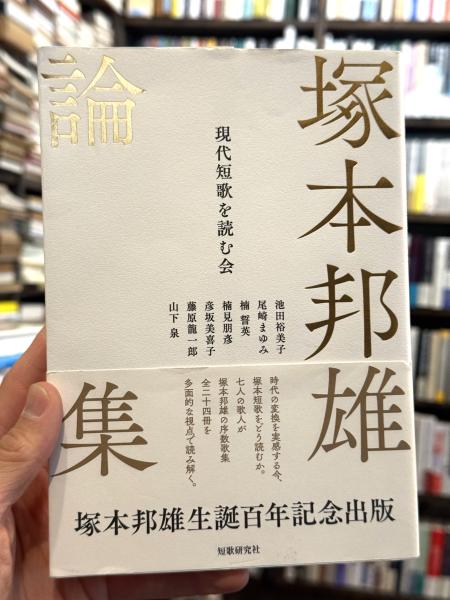 塚本邦雄
論集
現代短歌を読む会
池田裕美子
尾崎まゆみ
楠誓英
楠見朋彦
彦坂美喜子
藤原龍一郎
山下泉
時代の変換を実感する今、
塚本短歌をどう読むか。
七人の歌人が
塚本邦雄の序数歌集
全二十四冊を
多面的な視点で読み解く。
塚本邦雄生誕百年記念出版
短歌研究社